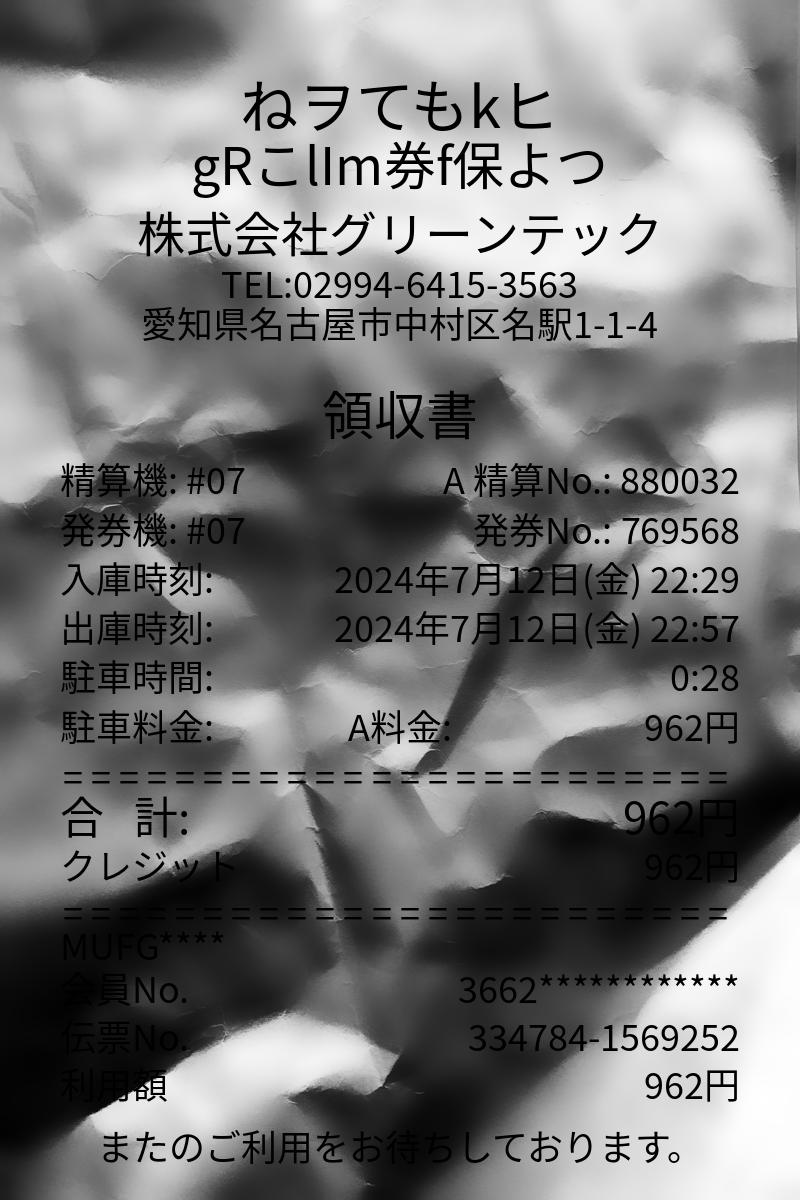 ねヲてもkヒ
gRこlIm券f保よつ
株式会社グリーンテック
TEL:02994-6415-3563
愛知県名古屋市中村区名駅1-1-4
領収書
精算機: #07 A 精算No.: 880032
発券機: #07 発券No.: 769568
入庫時刻: 2024年7月12日(金) 22:29
出庫時刻: 2024年7月12日(金) 22:57
駐車時間: 0:28
駐車料金: A料金: 962円
========================
合 計: 962円
クレジット 962円
========================
MUFG****
会員No. 3662************
伝票No. 334784-1569252
利用額 962円
またのご利用をお待ちしております。